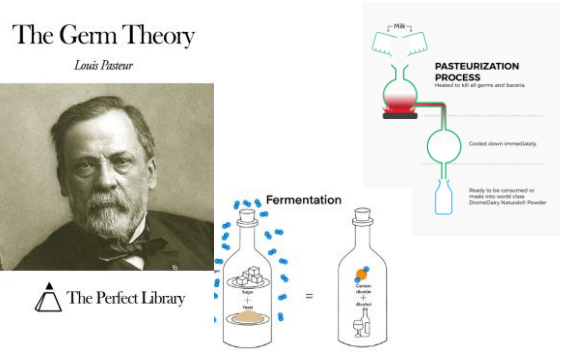 The Germ Theory
Louis Pasteur
The Perfect Library
Milk
PASTEURIZATION
PROCESS
Heated to kill all germs and baceria.
Cooled down immediately.
Ready to be consumed or
made into world class
DromeDairy Naturals® Powder
Fermentation
Sugar
+
Yeast
=
Carbon
dioxide
+
Alcohol